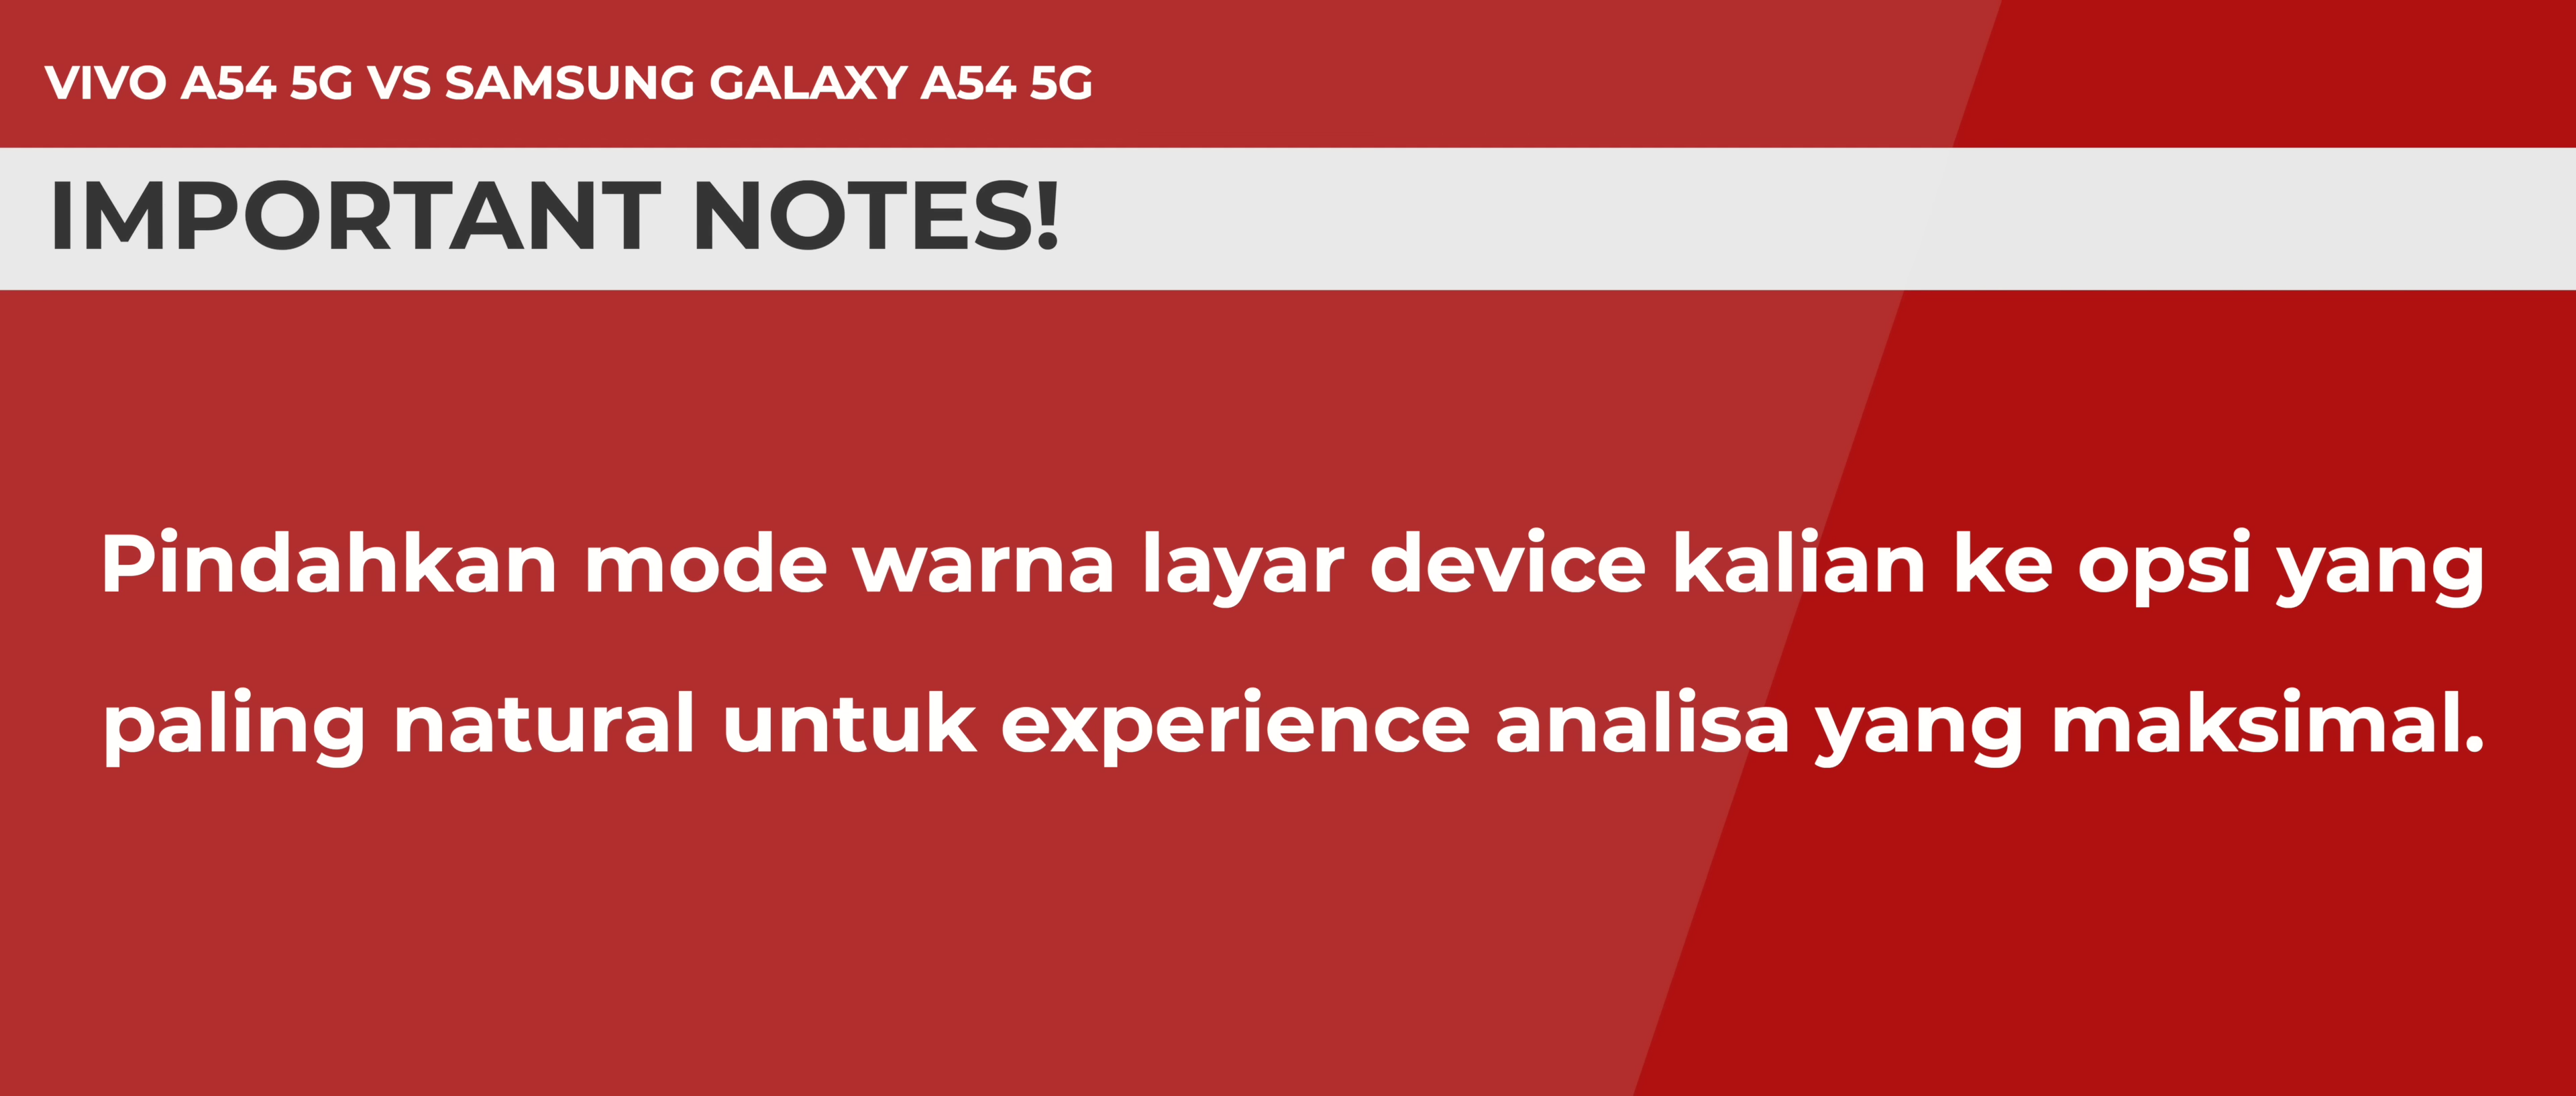 VIVO A54 5G VS SAMSUNG GALAXY A54 5G
IMPORTANT NOTES!
Pindahkan mode warna layar device kalian ke opsi yang
paling natural untuk experience analisa yang maksimal.